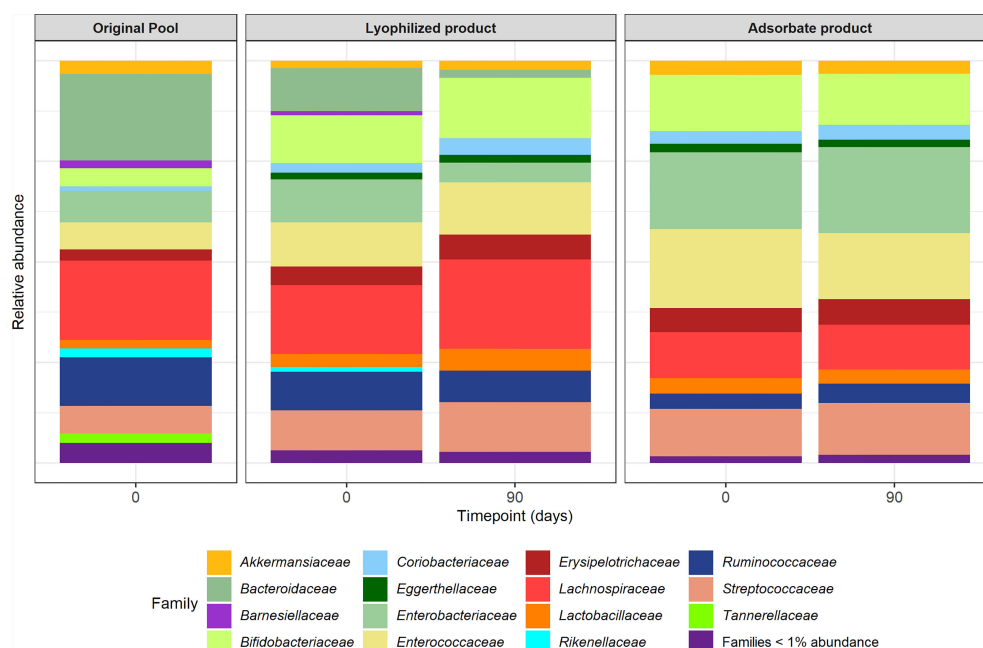 Original Pool
Lyophilized product
Adsorbate product
Relative abundance
0
0
90
0
90
Timepoint (days)
Family
Akkermansiaceae
Bacteroidaceae
Barnesiellaceae
Bifidobacteriaceae
Coriobacteriaceae
Eggerthellaceae
Enterobacteriaceae
Enterococcaceae
Erysipelotrichaceae
Lachnospiraceae
Lactobacillaceae
Rikenellaceae
Ruminococcaceae
Streptococcaceae
Tannerellaceae
Families < 1% abundance